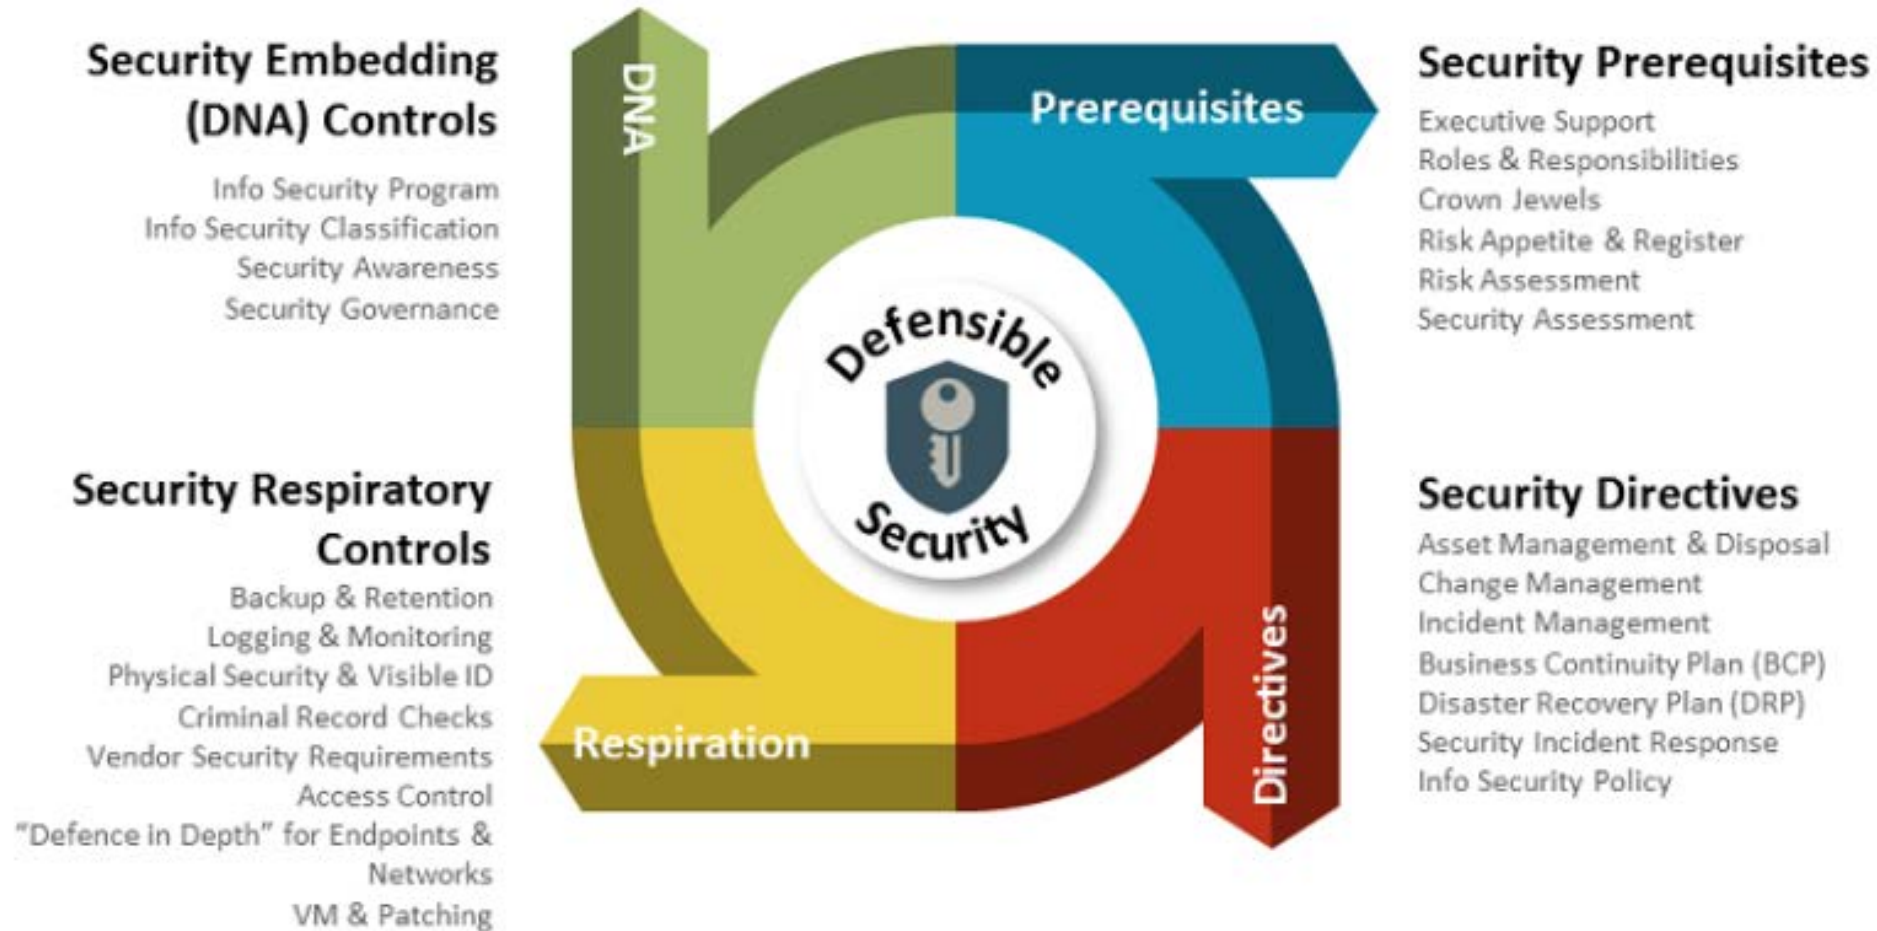 Security Embedding
(DNA) Controls
Info Security Program
Info Security Classification
Security Awareness
Security Governance
DNA
Prerequisites
Security Prerequisites
Executive Support
Roles & Responsibilities
Crown Jewels
Risk Appetite & Register
Risk Assessment
Security Assessment
Defensible
Security
Security Respiratory
Controls
Backup & Retention
Logging & Monitoring
Physical Security & Visible ID
Criminal Record Checks
Vendor Security Requirements
Access Control
“Defence in Depth” for Endpoints &
Networks
VM & Patching
Respiration
Directives
Security Directives
Asset Management & Disposal
Change Management
Incident Management
Business Continuity Plan (BCP)
Disaster Recovery Plan (DRP)
Security Incident Response
Info Security Policy